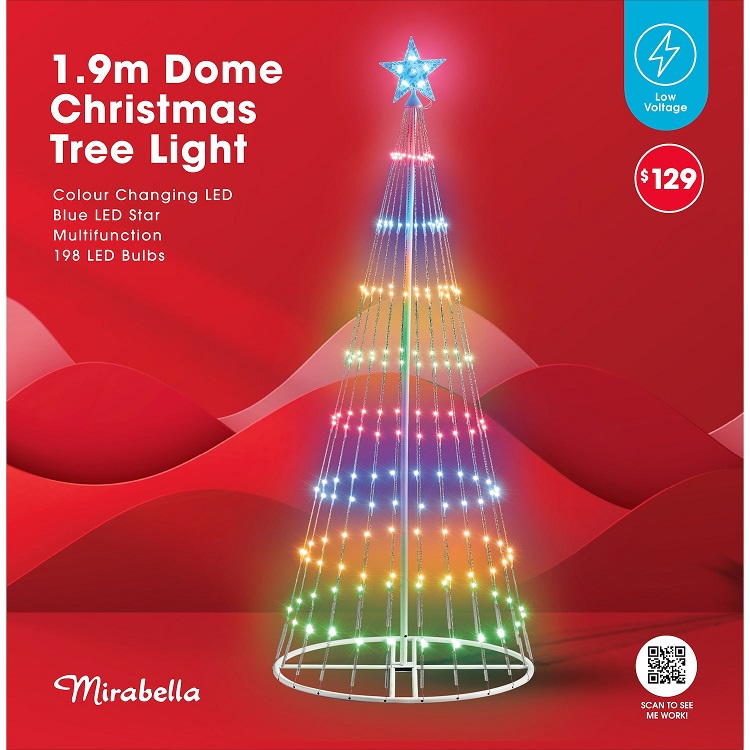 1.9m Dome
Christmas
Tree Light
Colour Changing LED
Blue LED Star
Multifunction
198 LED Bulbs
Low
Voltage
$129
Mirabella
SCAN TO SEE
ME WORK!